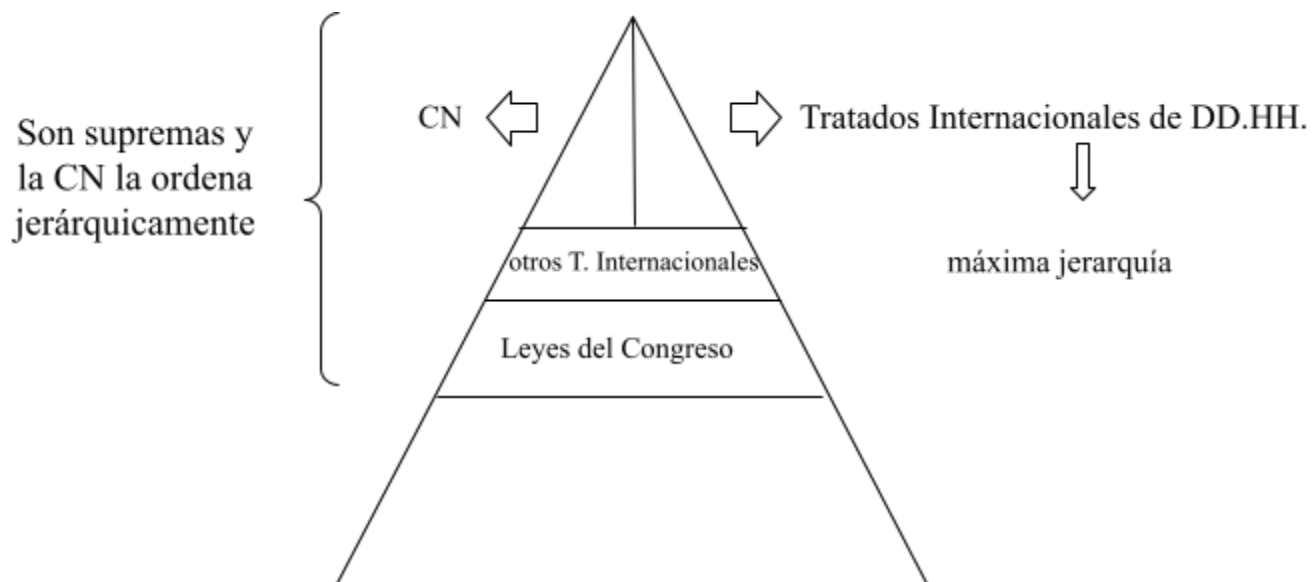 Son supremas y
la CN la ordena
jerárquicamente
CN
Tratados Internacionales de DD.HH.
máxima jerarquía
otros T. Internacionales
Leyes del Congreso